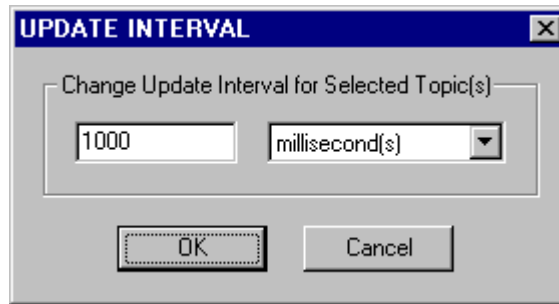 UPDATE INTERVAL
Change Update Interval for Selected Topic(s)
1000 millisecond(s)
OK Cancel